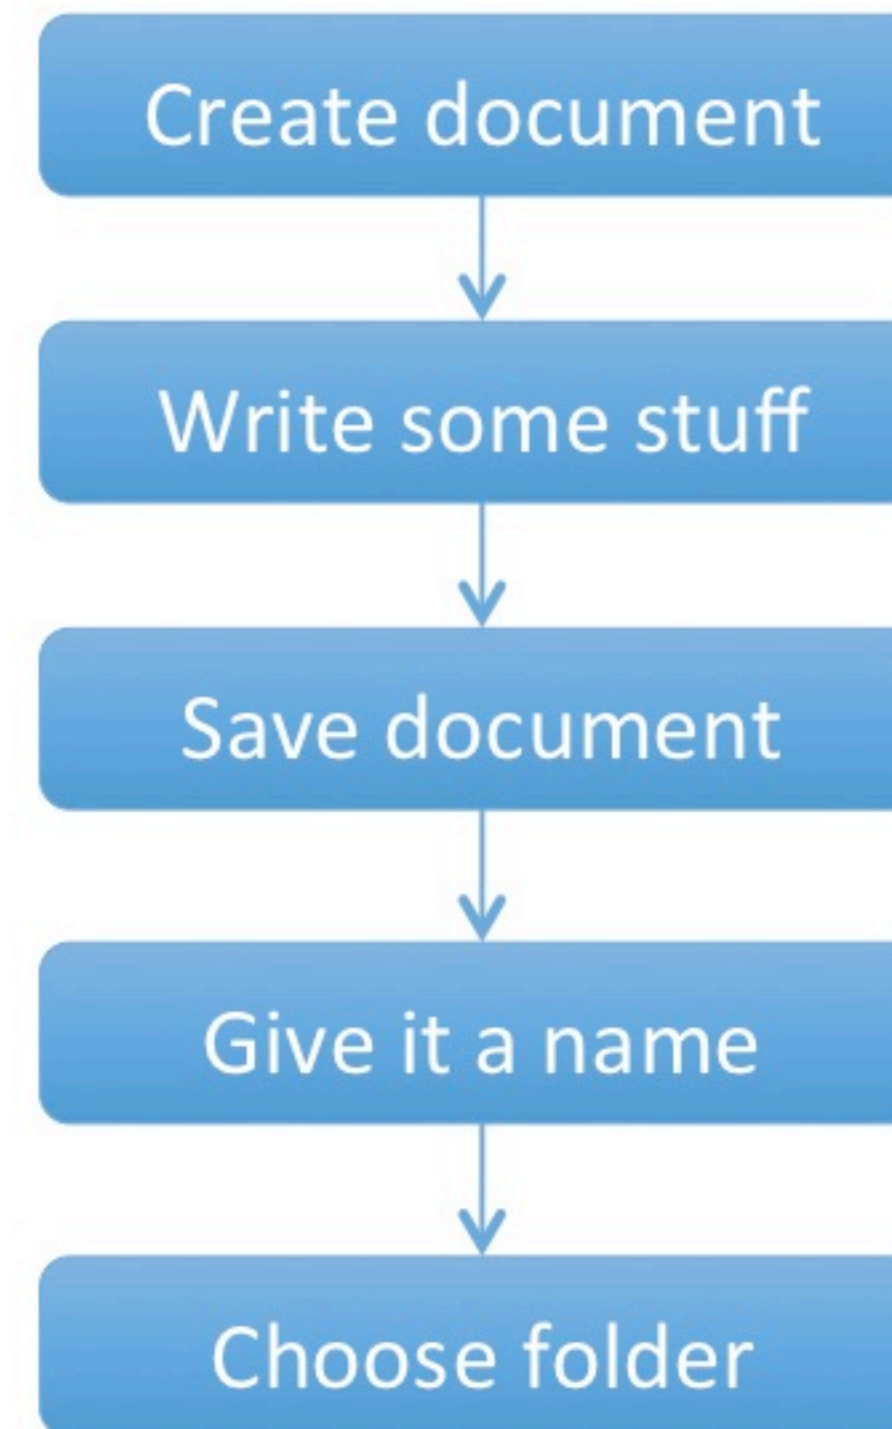 Create document
Write some stuff
Save document
Give it a name
Choose folder